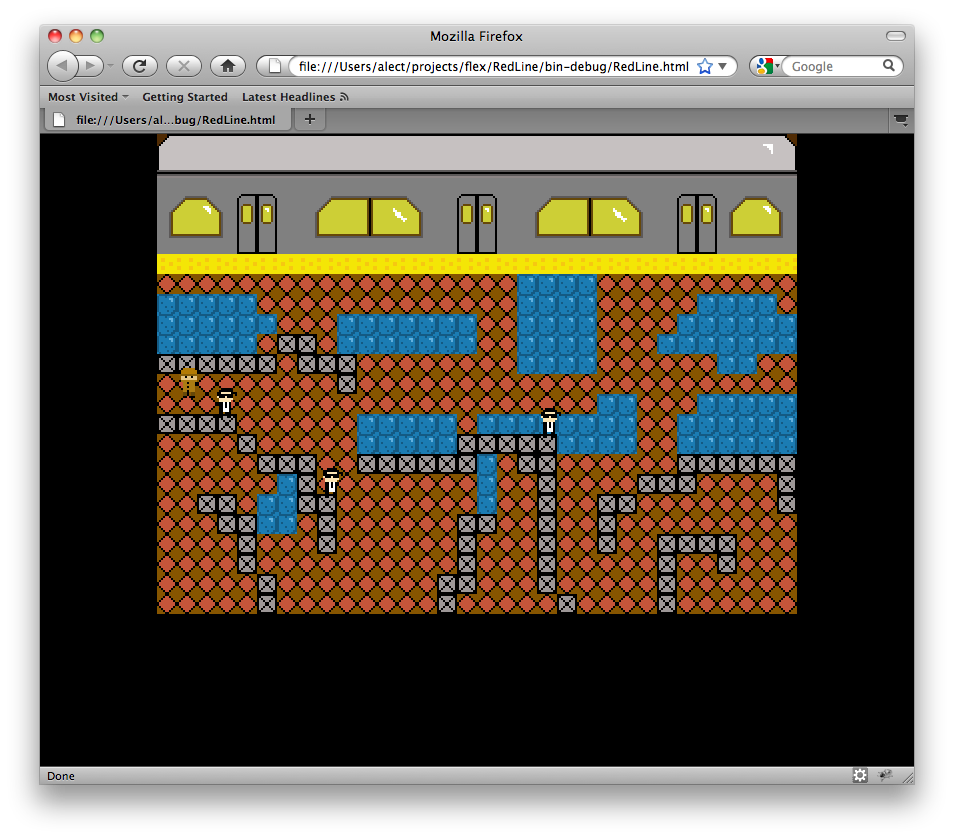 Mozilla Firefox
file:///Users/alect/projects/flex/RedLine/bin-debug/RedLine.html
Google
Most Visited Getting Started Latest Headlines
file:///Users/al...bug/RedLine.html +
Done